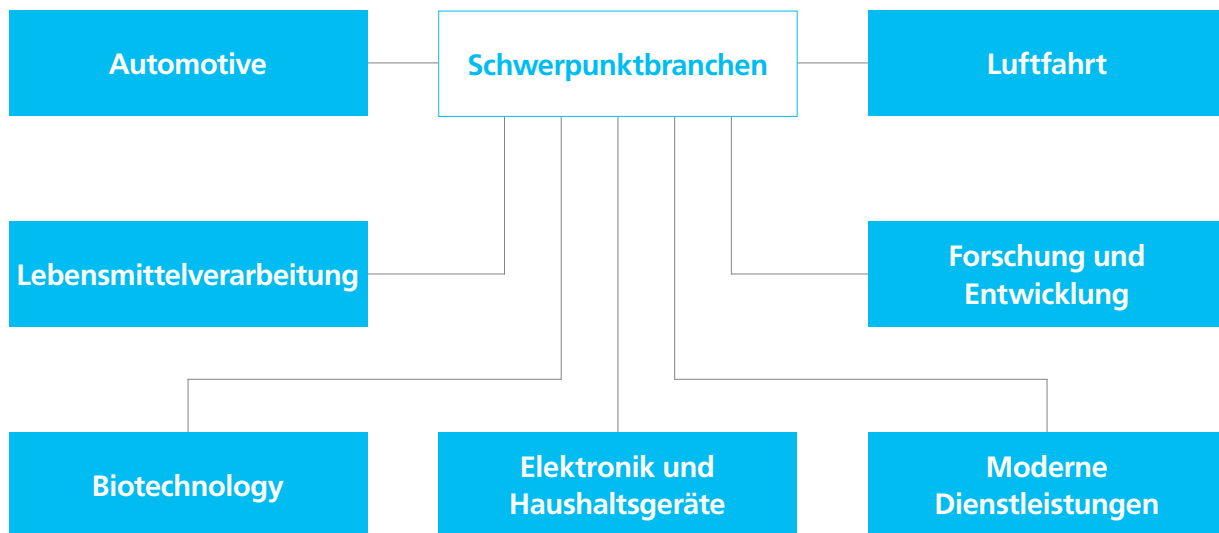 Automotive
Schwerpunktbranchen
Luftfahrt
Lebensmittelverarbeitung
Forschung und
Entwicklung
Biotechnology
Elektronik und
Haushaltsgeräte
Moderne
Dienstleistungen